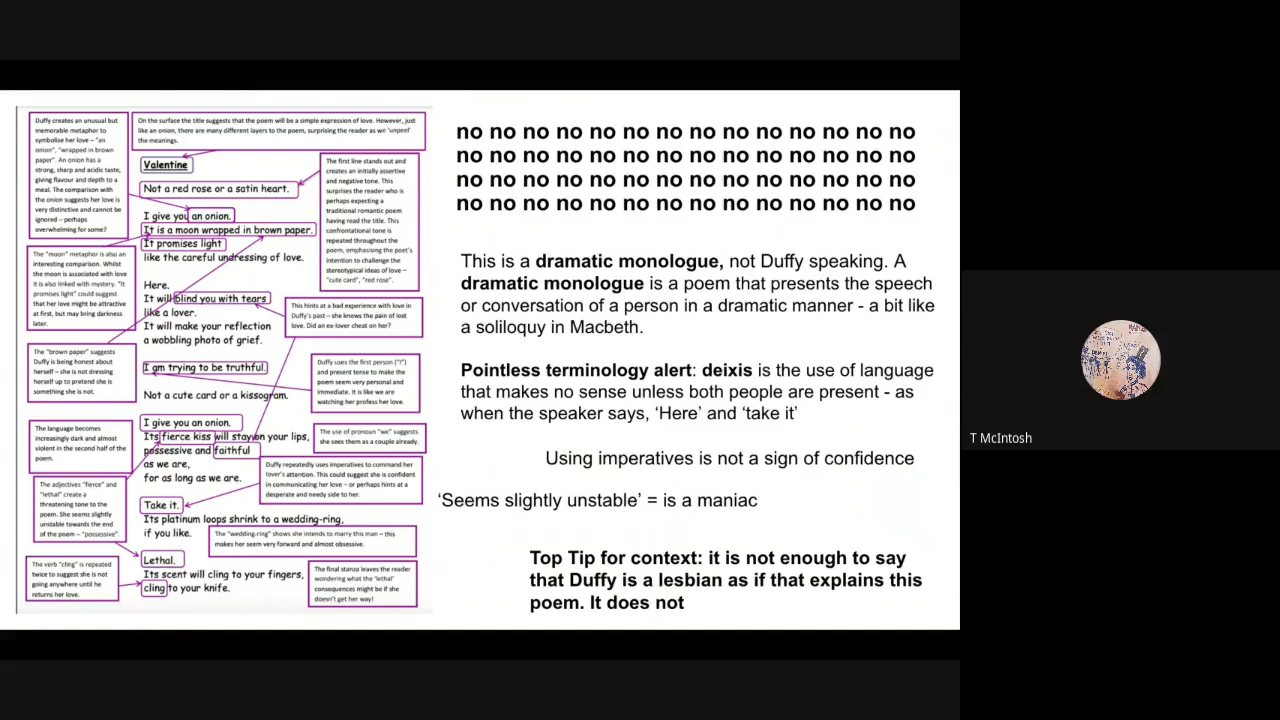 Duffy creates an unusual but
memorable metaphor to
symbolise her love – "an
onion", "wrapped in brown
paper". An onion has a
strong, sharp and acidic taste,
giving flavour and depth to a
meal. The comparison with
the onion suggests her love is
very distinctive and cannot be
ignored – perhaps
overwhelming for some?
On the surface the title suggests that the poem will be a simple expression of love. However, just
like an onion, there are many different layers to the poem, surprising the reader as we 'unpeel'
the meanings.
The first line stands out and
creates an initially assertive
and negative tone. This
surprises the reader who is
perhaps expecting a
traditional romantic poem
having read the title. This
confrontational tone is
repeated throughout the
poem, emphasising the poet's
intention to challenge the
stereotypical ideas of love –
"cute card", "red rose".
The "moon" metaphor is also an
interesting comparison. Whilst
the moon is associated with love
it is also linked with mystery. "It
promises light" could suggest
that her love might be attractive
at first, but may bring darkness
later.
This hints at a bad experience with love in
Duffy's past – she knows the pain of lost
love. Did an ex-lover cheat on her?
The "brown paper" suggests
Duffy is being honest about
herself – she is not dressing
herself up to pretend she is
something she is not.
Duffy uses the first person ("I")
and present tense to make the
poem seem very personal and
immediate. It is like we are
watching her profess her love.
The language becomes
increasingly dark and almost
violent in the second half of the
poem.
The use of pronoun "we" suggests
she sees them as a couple already.
Duffy repeatedly uses imperatives to command her
lover's attention. This could suggest she is confident
in communicating her love – or perhaps hints at a
desperate and needy side to her.
The adjectives "fierce" and
"lethal" create a
threatening tone to the
poem. She seems slightly
unstable towards the end
of the poem – "possessive".
The "wedding-ring" shows she intends to marry this man – this
makes her seem very forward and almost obsessive.
The verb "cling" is repeated
twice to suggest she is not
going anywhere until he
returns her love.
The final stanza leaves the reader
wondering what the 'lethal'
consequences might be if she
doesn't get her way!
Valentine
Not a red rose or a satin heart.
I give you an onion.
It is a moon wrapped in brown paper.
It promises light
like the careful undressing of love.
Here.
It will blind you with tears
like a lover.
It will make your reflection
a wobbling photo of grief.
I am trying to be truthful.
Not a cute card or a kissogram.
I give you an onion.
Its fierce kiss will stay on your lips,
possessive and faithful
as we are,
for as long as we are.
Take it.
Its platinum loops shrink to a wedding-ring,
if you like.
Lethal.
Its scent will cling to your fingers,
cling to your knife.
no no no no no no no no no no no no no no
no no no no no no no no no no no no no no
no no no no no no no no no no no no no no
no no no no no no no no no no no no no no
This is a dramatic monologue, not Duffy speaking. A
dramatic monologue is a poem that presents the speech
or conversation of a person in a dramatic manner - a bit like
a soliloquy in Macbeth.
Pointless terminology alert: deixis is the use of language
that makes no sense unless both people are present - as
when the speaker says, 'Here' and 'take it'
Using imperatives is not a sign of confidence
'Seems slightly unstable' = is a maniac
Top Tip for context: it is not enough to say
that Duffy is a lesbian as if that explains this
poem. It does not
T McIntosh